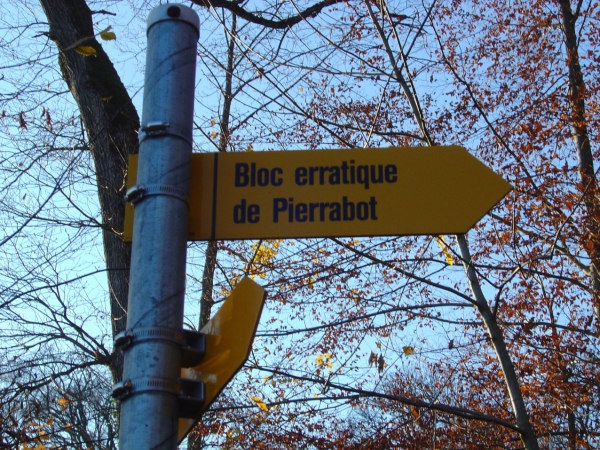 Bloc erratique
de Pierrabot